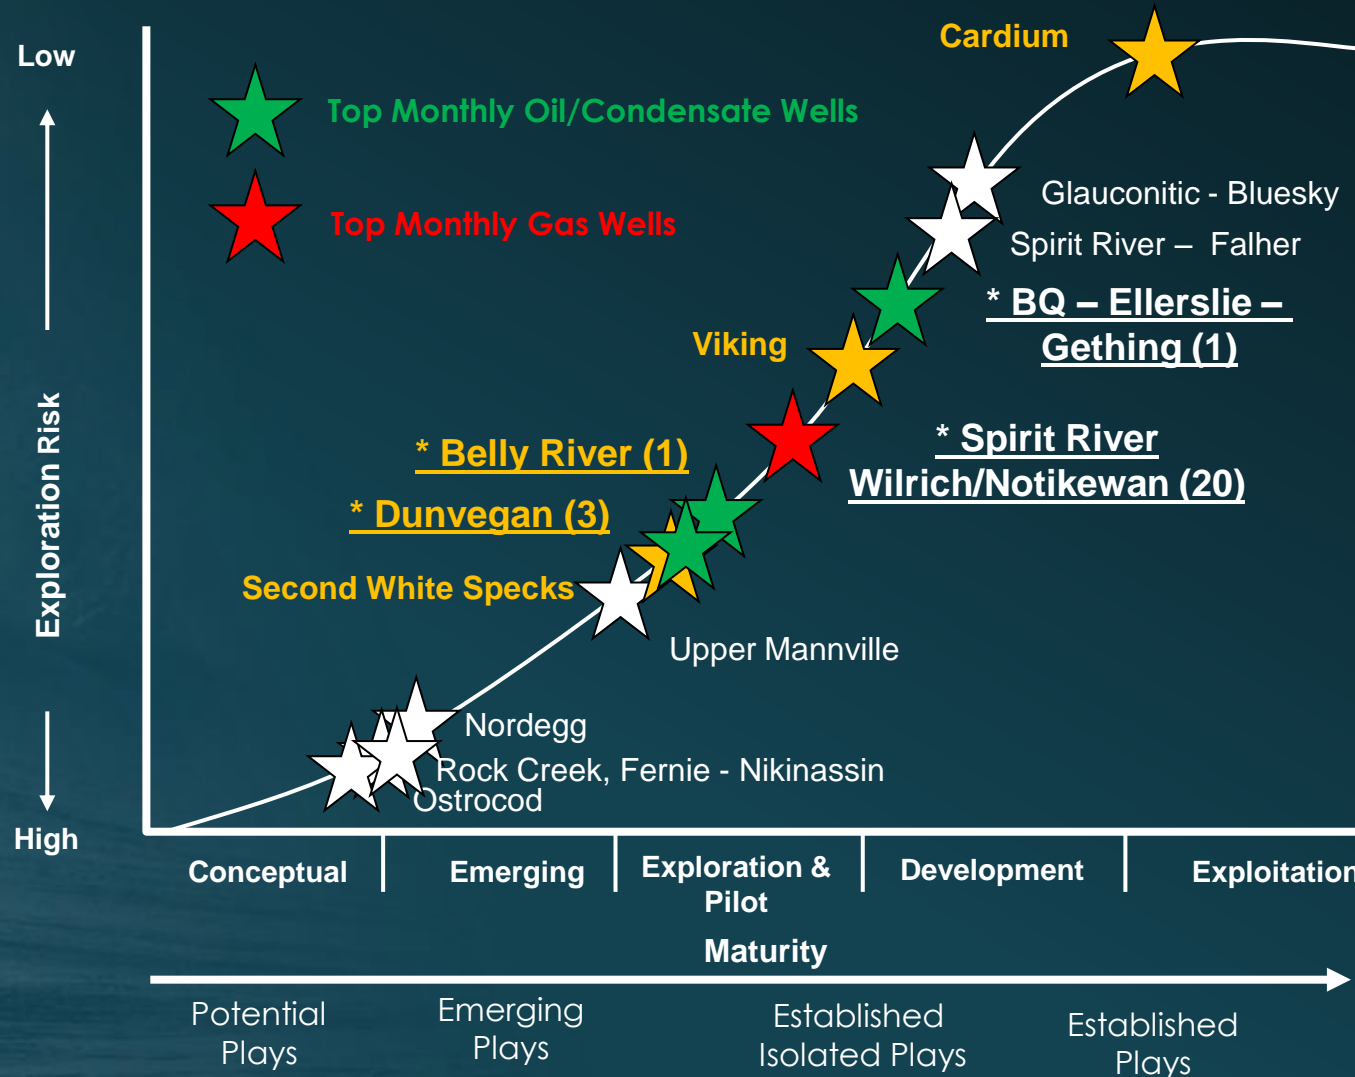 Cardium
Low
Top Monthly Oil/Condensate Wells
Glauconitic - Bluesky
Top Monthly Gas Wells
Spirit River – Falher
* BQ – Ellerslie –
Gething (1)
Viking
Exploration Risk
* Spirit River
Wilrich/Notikewan (20)
* Belly River (1)
* Dunvegan (3)
Second White Specks
Upper Mannville
Nordegg
Rock Creek, Fernie - Nikinassin
Ostrocod
High
Conceptual
Emerging
Exploration &
Pilot
Development
Exploitation
Maturity
Potential
Plays
Emerging
Plays
Established
Isolated Plays
Established
Plays